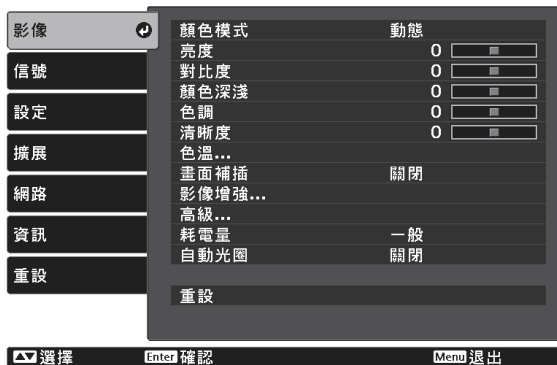 影像
信號
設定
擴展
網路
資訊
重設
顏色模式 動態
亮度 0
對比度 0
顏色深淺 0
色調 0
清晰度 0
色溫...
畫面補插 關閉
影像增強...
高級...
耗電量 一般
自動光圈 關閉
重設
選擇 Enter 確認 Menu 退出